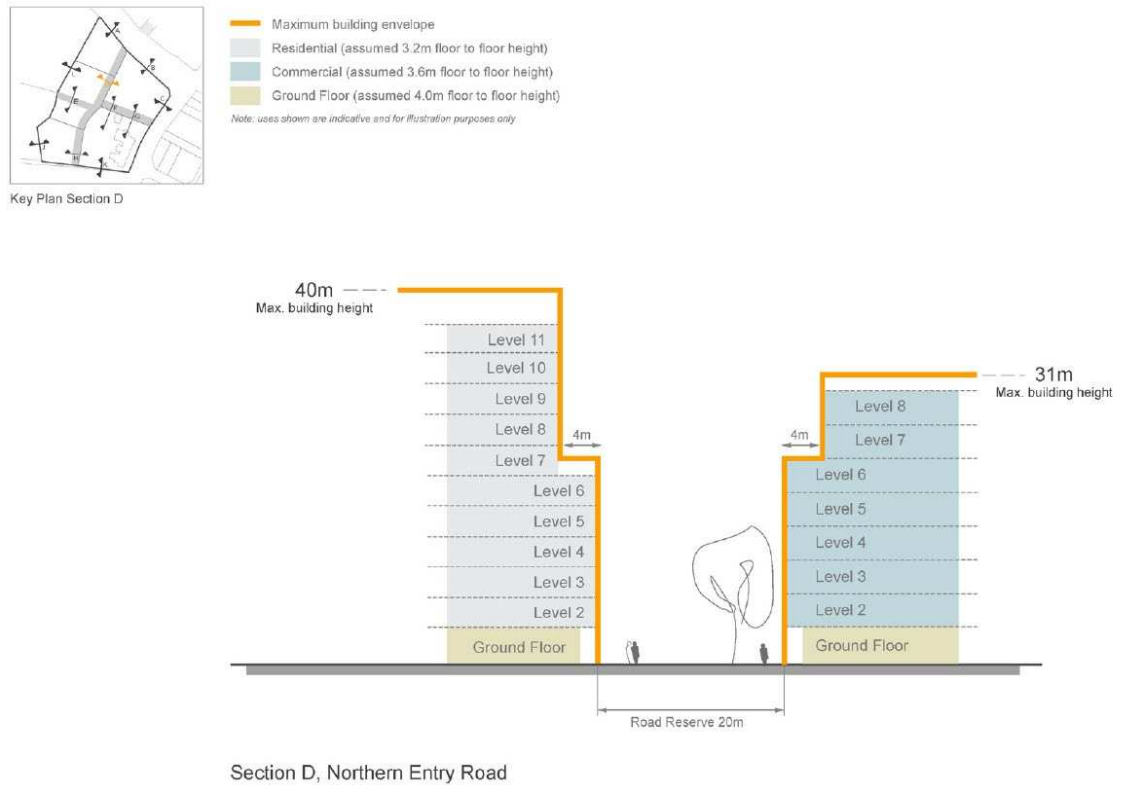 A
B
C
E
F
G
H
J
K
L
Key Plan Section D
Maximum building envelope
Residential (assumed 3.2m floor to floor height)
Commercial (assumed 3.6m floor to floor height)
Ground Floor (assumed 4.0m floor to floor height)
Note: uses shown are indicative and for illustration purposes only
40m
Max. building height
Level 11
Level 10
Level 9
Level 8
Level 7
4m
Level 6
Level 5
Level 4
Level 3
Level 2
Ground Floor
31m
Max. building height
4m
Level 8
Level 7
Level 6
Level 5
Level 4
Level 3
Level 2
Ground Floor
Road Reserve 20m
Section D, Northern Entry Road